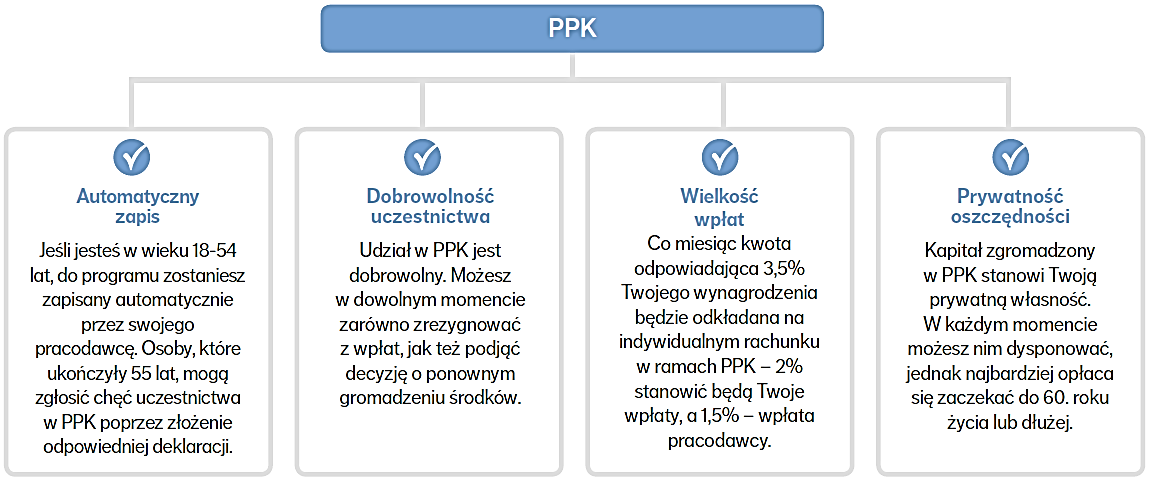 PPK
Automatyczny
zapis
Jeśli jesteś w wieku 18-54
lat, do programu zostaniesz
zapisany automatycznie
przez swojego
pracodawcę. Osoby, które
ukończyły 55 lat, mogą
zgłosić chęć uczestnictwa
w PPK poprzez złożenie
odpowiedniej deklaracji.
Dobrowolność
uczestnictwa
Udział w PPK jest
dobrowolny. Możesz
w dowolnym momencie
zarówno zrezygnować
z wpłat, jak też podjąć
decyzję o ponownym
gromadzeniu środków.
Wielkość
wpłat
Co miesiąc kwota
odpowiadająca 3,5%
Twojego wynagrodzenia
będzie odkładana na
indywidualnym rachunku
w ramach PPK – 2%
stanowić będą Twoje
wpłaty, a 1,5% – wpłata
pracodawcy.
Prywatność
oszczędności
Kapitał zgromadzony
w PPK stanowi Twoją
prywatną własność.
W każdym momencie
możesz nim dysponować,
jednak najbardziej opłaca
się zaczekać do 60. roku
życia lub dłużej.